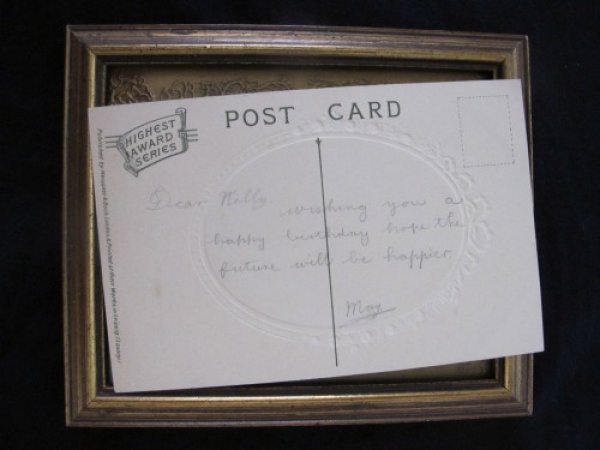 POST CARD
HIGHEST
AWARD
SERIES
Dear Nelly
wishing you a
happy birthday hope the
future will be happier,
May